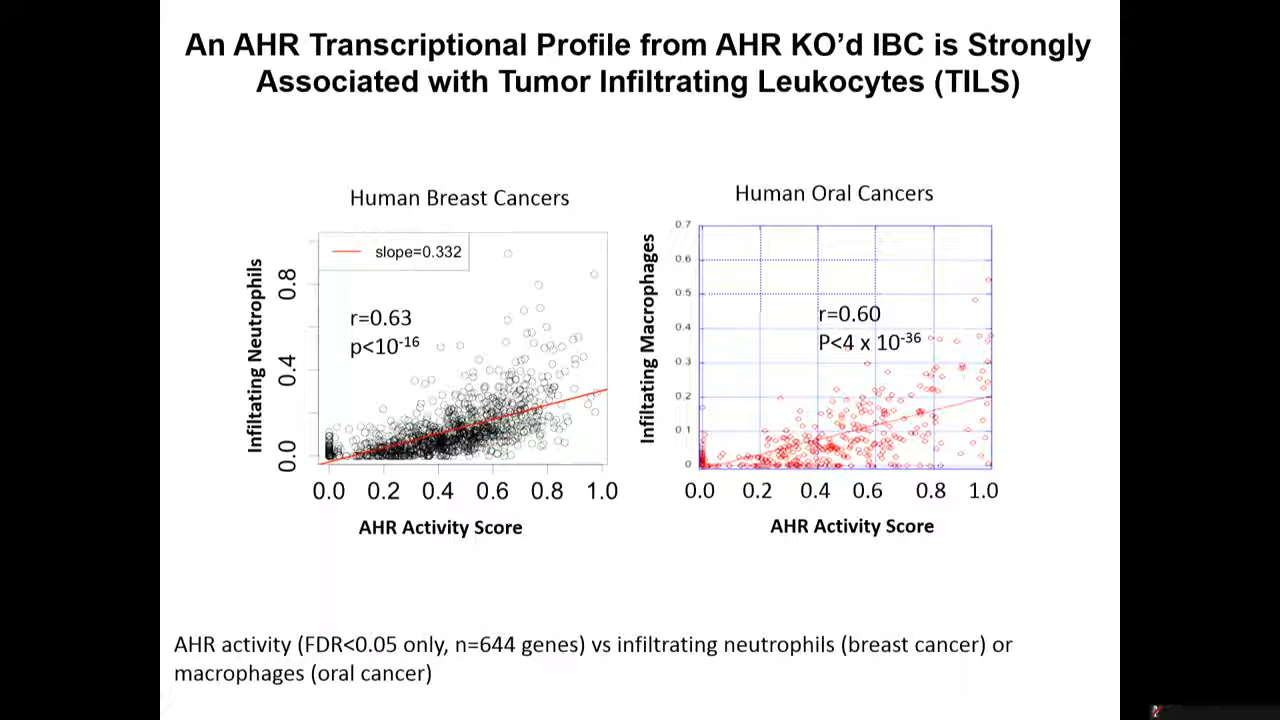 An AHR Transcriptional Profile from AHR KO’d IBC is Strongly
Associated with Tumor Infiltrating Leukocytes (TILS)
Human Breast Cancers
slope=0.332
r=0.63
p<10-16
Infiltating Neutrophils
0.8
0.4
0.0
0.0 0.2 0.4 0.6 0.8 1.0
AHR Activity Score
Human Oral Cancers
0.7
0.6
0.5
0.4
0.3
0.2
0.1
0
r=0.60
P<4 x 10-36
Infiltating Macrophages
0.0 0.2 0.4 0.6 0.8 1.0
AHR Activity Score
AHR activity (FDR<0.05 only, n=644 genes) vs infiltrating neutrophils (breast cancer) or
macrophages (oral cancer)